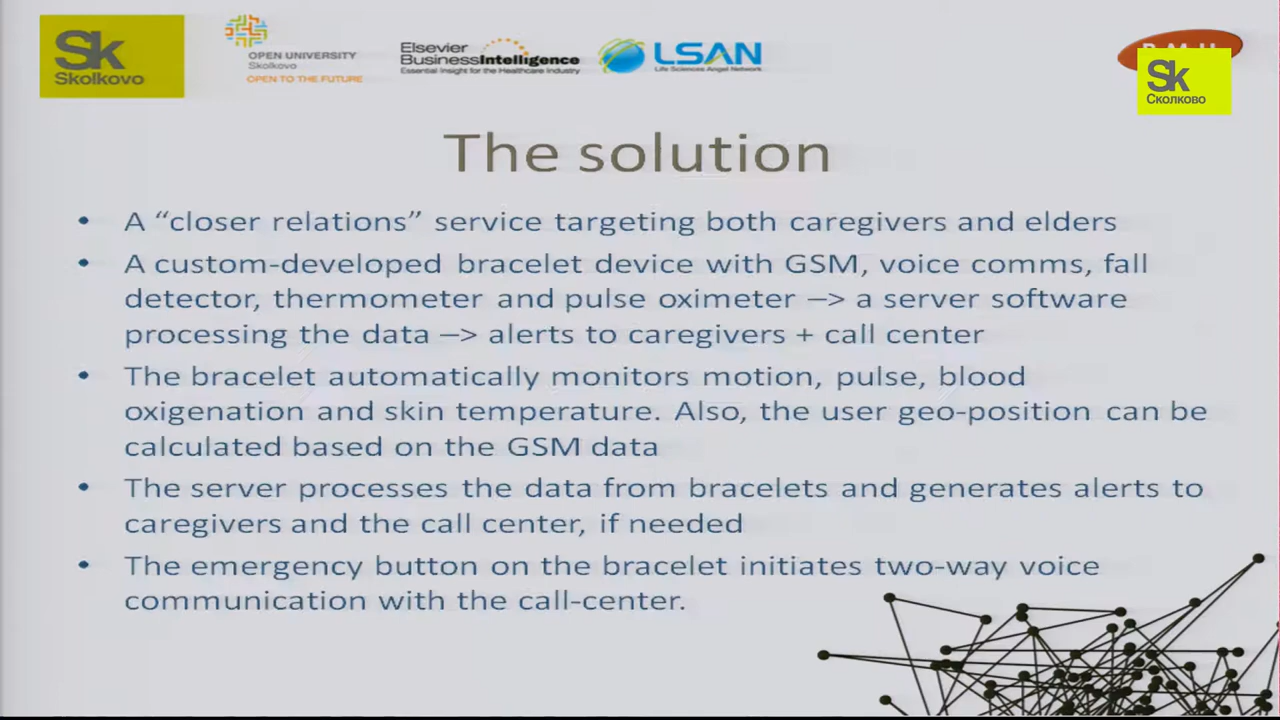 Sk
Skolkovo
OPEN UNIVERSITY
Skolkovo
OPEN TO THE FUTURE
Elsevier
BusinessIntelligence
Essential Insight for the Healthcare Industry
LSAN
Life Sciences Angel Network
Sk
Сколково
The solution
• A “closer relations” service targeting both caregivers and elders
• A custom-developed bracelet device with GSM, voice comms, fall
detector, thermometer and pulse oximeter –> a server software
processing the data –> alerts to caregivers + call center
• The bracelet automatically monitors motion, pulse, blood
oxigenation and skin temperature. Also, the user geo-position can be
calculated based on the GSM data
• The server processes the data from bracelets and generates alerts to
caregivers and the call center, if needed
• The emergency button on the bracelet initiates two-way voice
communication with the call-center.